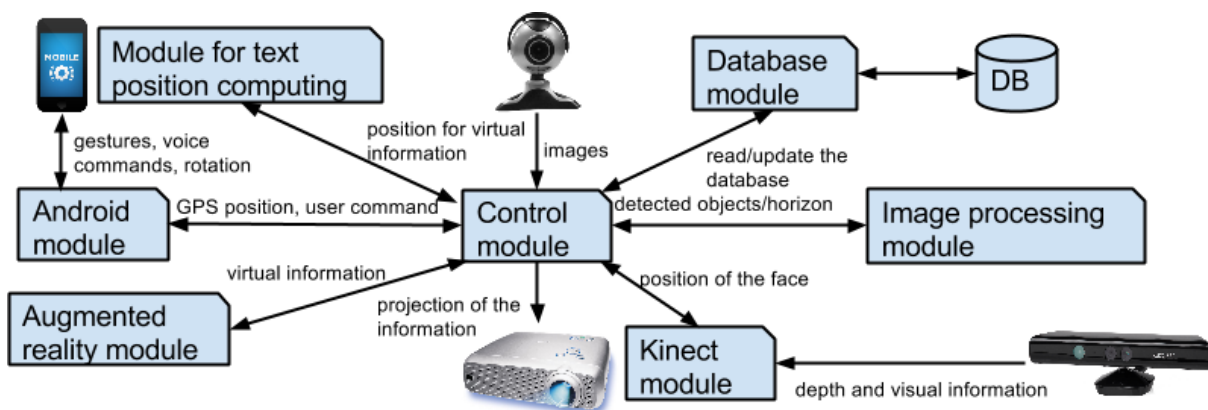 MOBILE
Module for text
position computing
Database
module
DB
gestures, voice
commands, rotation
position for virtual
information
images
read/update the
database
Android
module
GPS position, user command
Control
module
detected objects/horizon
Image processing
module
virtual information
projection of the
information
position of the face
Augmented
reality module
Kinect
module
depth and visual information